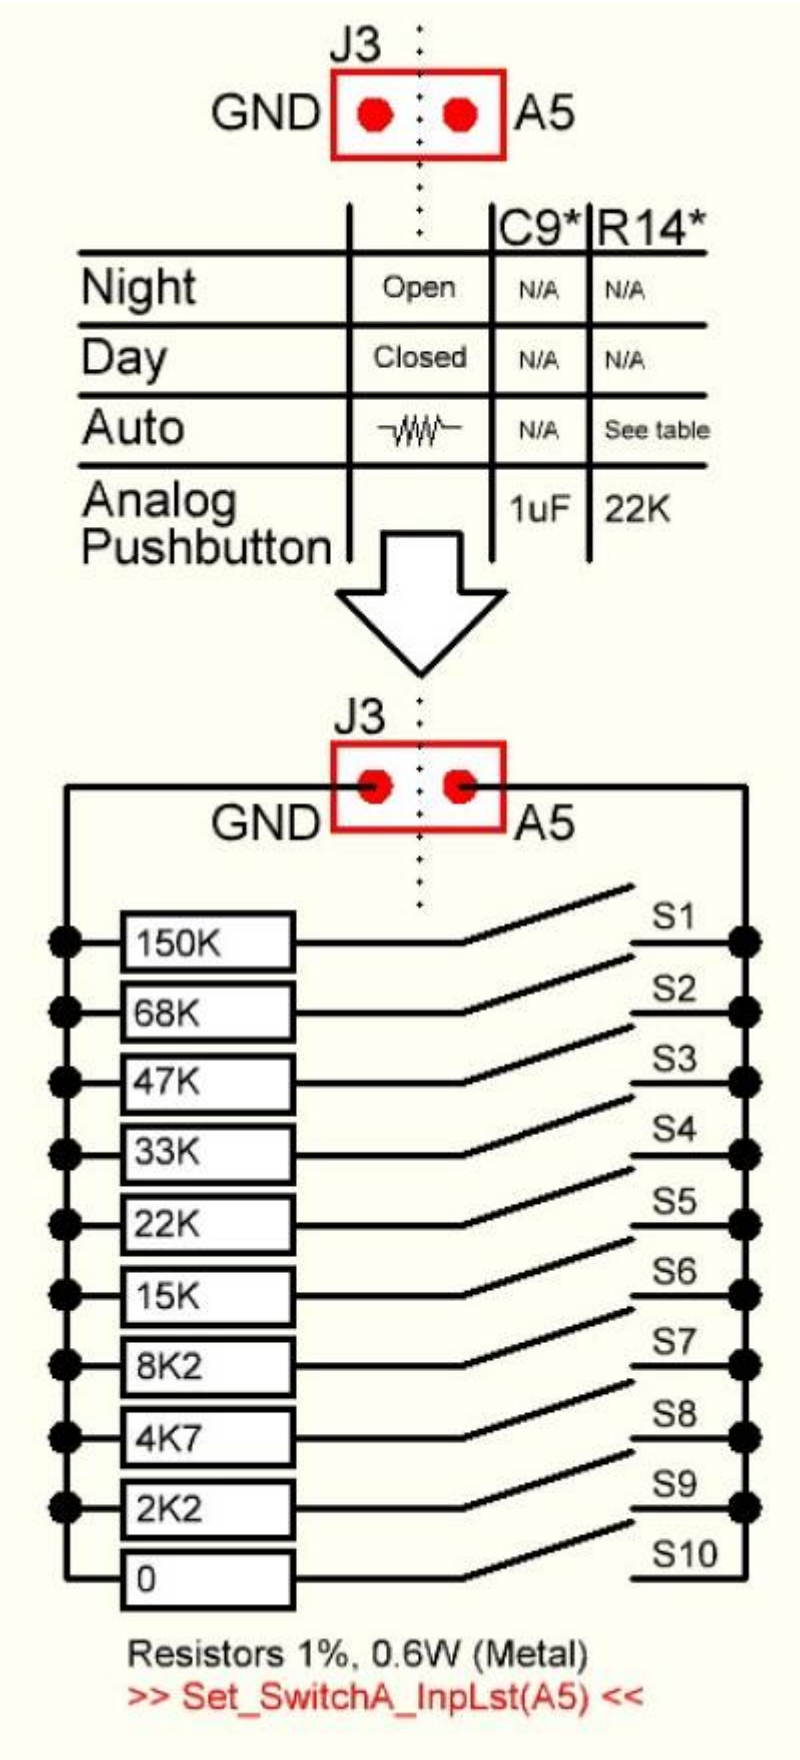 J3
GND A5
C9* R14*
Night Open N/A N/A
Day Closed N/A N/A
Auto N/A See table
Analog
Pushbutton 1uF 22K
J3
GND A5
150K S1
68K S2
47K S3
33K S4
22K S5
15K S6
8K2 S7
4K7 S8
2K2 S9
0 S10
Resistors 1%, 0.6W (Metal)
>> Set_SwitchA_InpLst(A5) <<